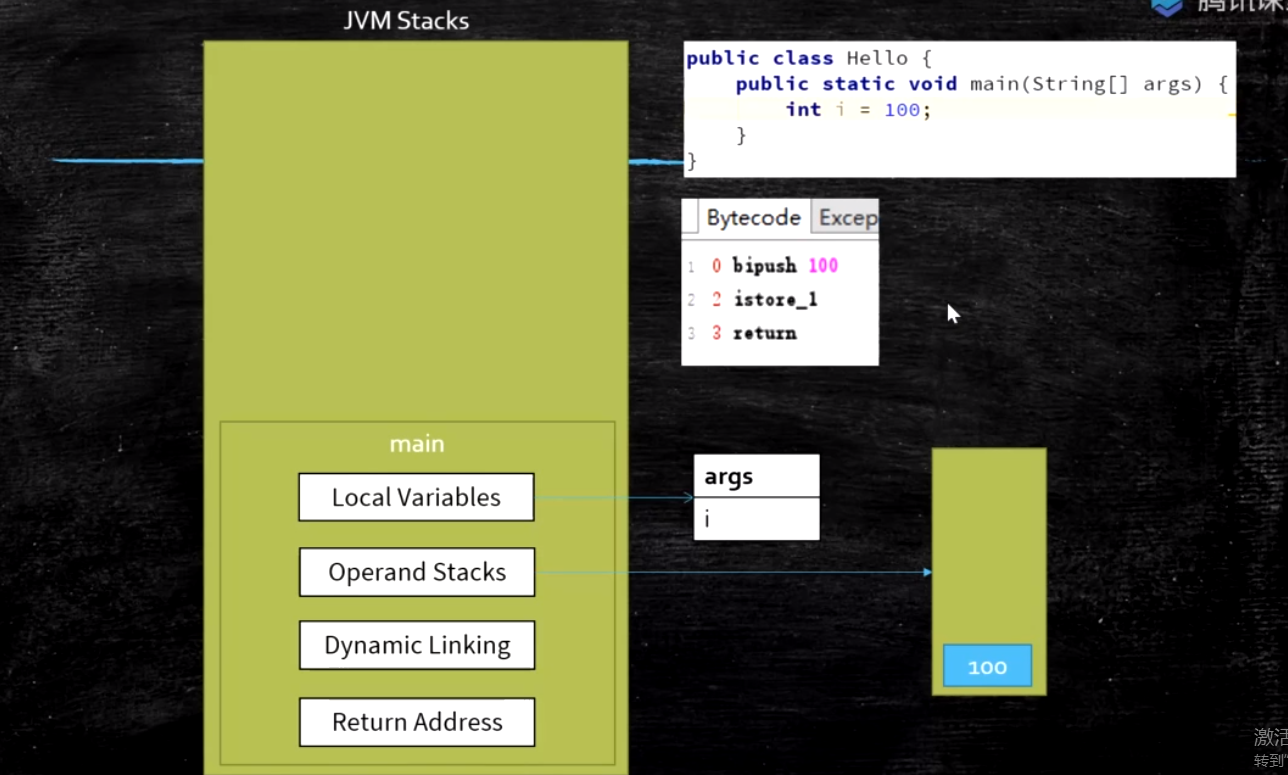 JVM Stacks
腾讯课
public class Hello {
public static void main(String[] args) {
int i = 100;
}
}
Bytecode Excep
1 0 bipush 100
2 2 istore_1
3 3 return
main
Local Variables
Operand Stacks
Dynamic Linking
Return Address
args
i
100
激活
转到"